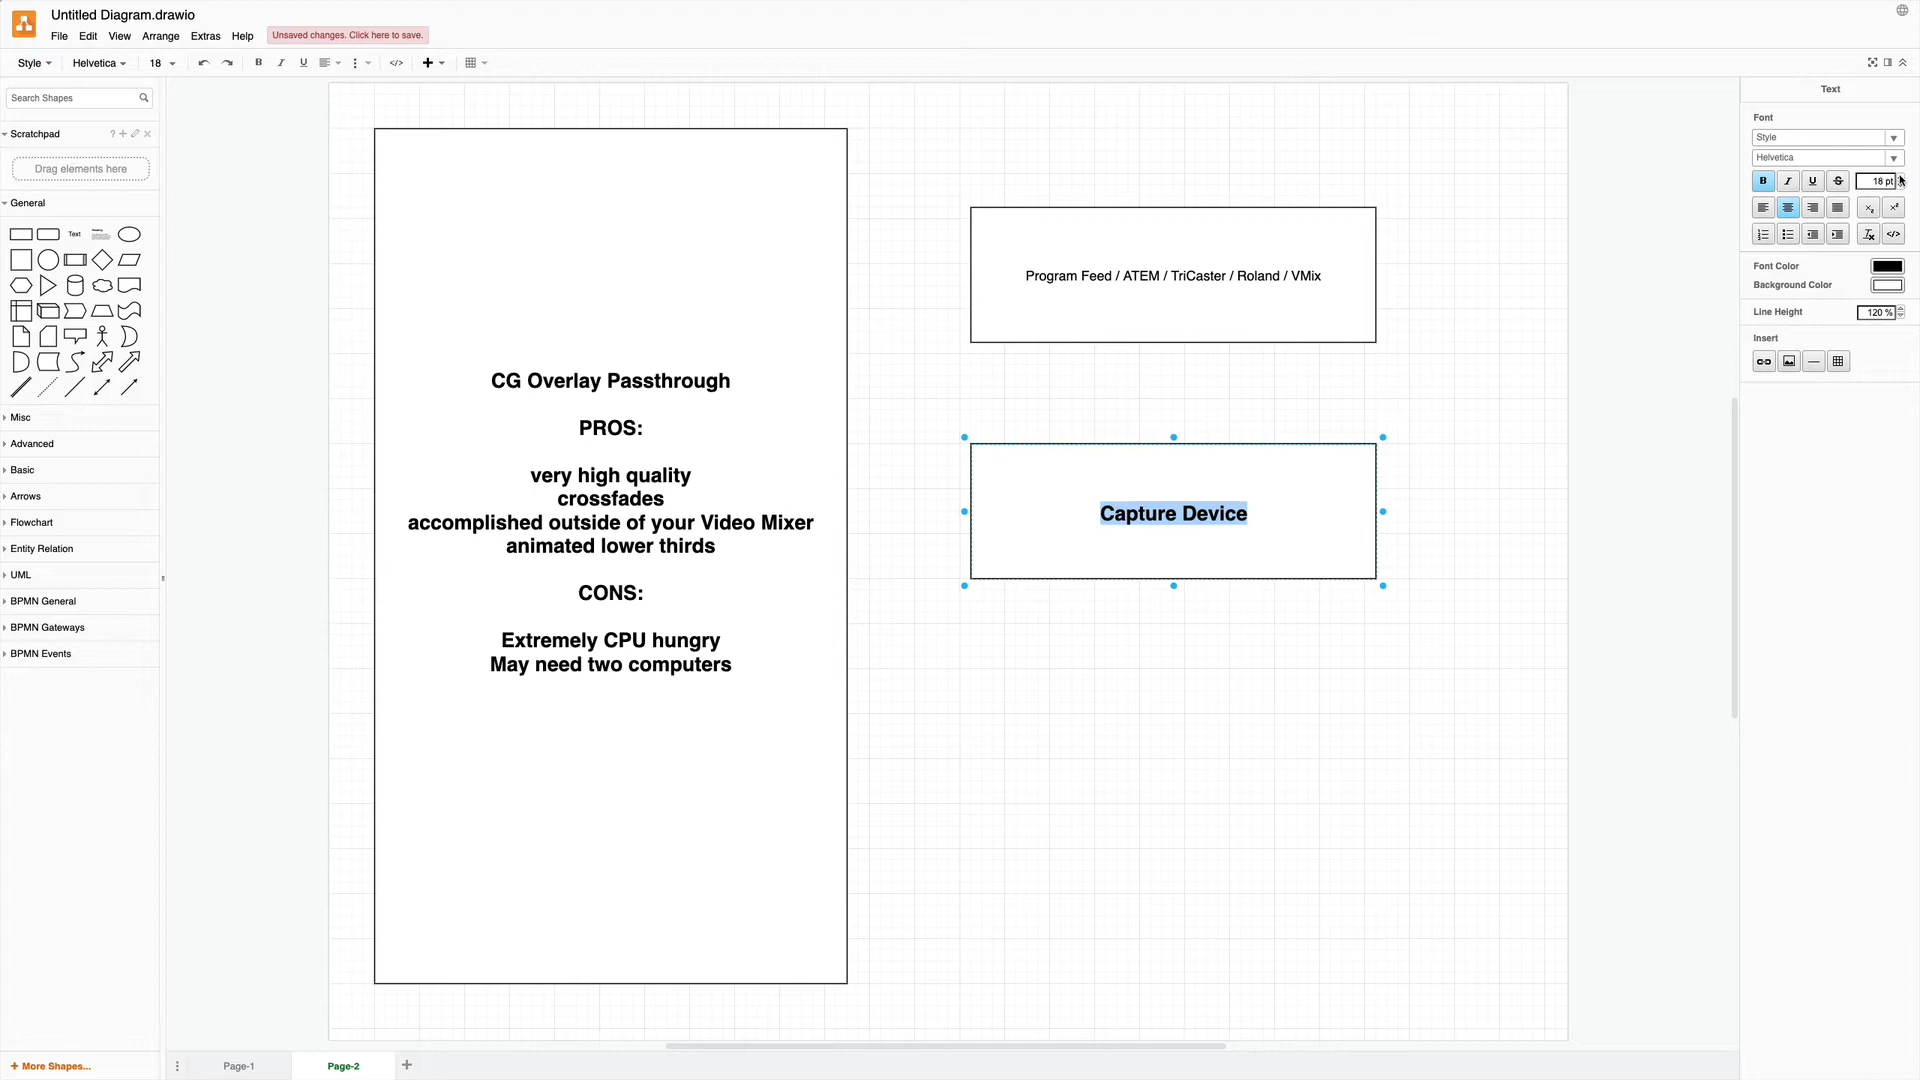 Untitled Diagram.drawio
File Edit View Arrange Extras Help Unsaved changes. Click here to save.
Style Helvetica 18 B I U </>
Search Shapes
Scratchpad ?
Drag elements here
General
Text Heading
Misc
Advanced
Basic
Arrows
Flowchart
Entity Relation
UML
BPMN General
BPMN Gateways
BPMN Events
+ More Shapes...
CG Overlay Passthrough
PROS:
very high quality
crossfades
accomplished outside of your Video Mixer
animated lower thirds
CONS:
Extremely CPU hungry
May need two computers
Program Feed / ATEM / TriCaster / Roland / VMix
Capture Device
Text
Font
Style
Helvetica
B I U S 18 pt
Font Color
Background Color
Line Height 120 %
Insert
Page-1 Page-2